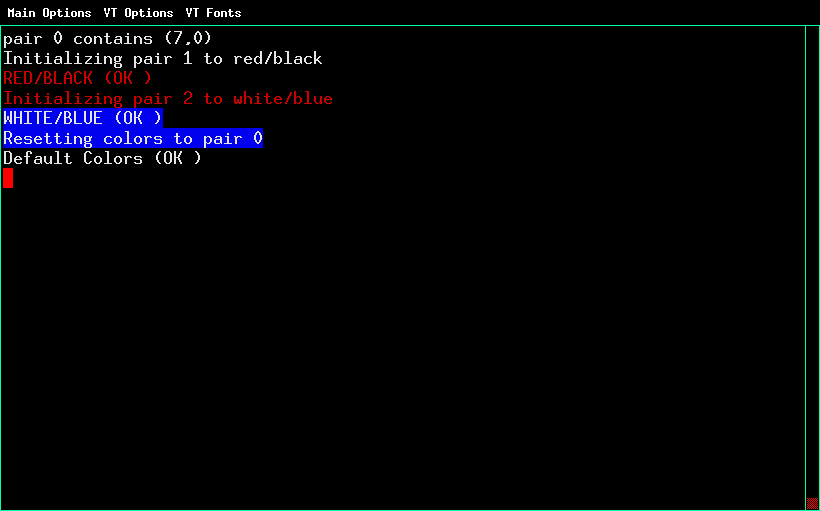 Main Options  VT Options  VT Fonts
pair 0 contains (7,0)
Initializing pair 1 to red/black
RED/BLACK (OK )
Initializing pair 2 to white/blue
WHITE/BLUE (OK )
Resetting colors to pair 0
Default Colors (OK )